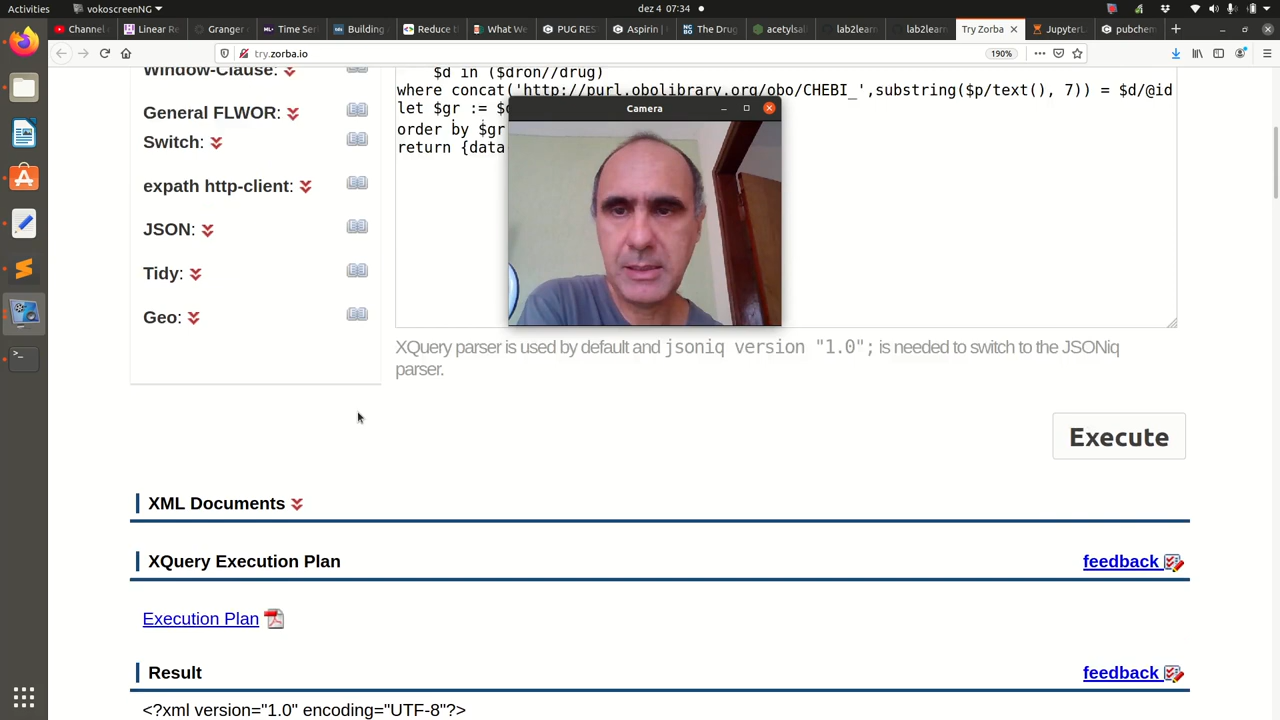 Activities
vokoscreenNG
dez 4 07:34
Channel
Linear Re
Granger
Time Serie
Building
Reduce t
What We
PUG RES
Aspirin |
The Drug
acetylsali
lab2learn
lab2learn
Try Zorba
JupyterL
pubchem
try.zorba.io
190%
Window-Clause:
General FLWOR:
Switch:
expath http-client:
JSON:
Tidy:
Geo:
$d in ($dron//drug)
where concat('http://purl.obolibrary.org/obo/CHEBI_',substring($p/text(), 7)) = $d/@id
let $gr := $d
order by $gr
return {data
Camera
XQuery parser is used by default and jsoniq version "1.0"; is needed to switch to the JSONiq
parser.
Execute
XML Documents
XQuery Execution Plan
feedback
Execution Plan
Result
feedback
<?xml version="1.0" encoding="UTF-8"?>